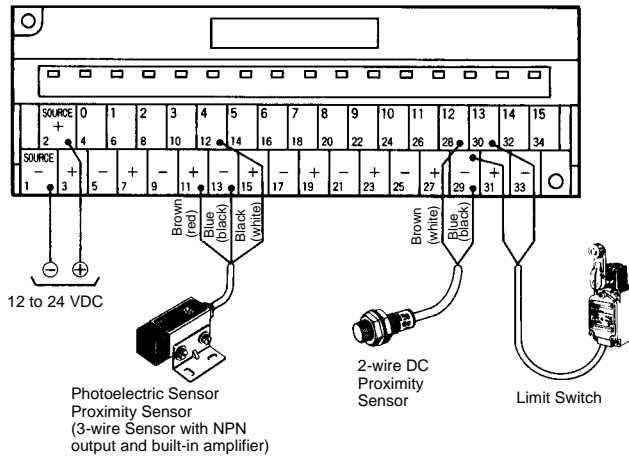 SOURCE 0 1 2 3 4 5 6 7 8 9 10 11 12 13 14 15
+
2 4 6 8 10 12 14 16 18 20 22 24 26 28 30 32 34
SOURCE
− + − + − + − + − + − + − + − + −
1 3 5 7 9 11 13 15 17 19 21 23 25 27 29 31 33
Brown (red)
Blue (black)
Black (white)
Brown (white)
Blue (black)
− +
12 to 24 VDC
Photoelectric Sensor
Proximity Sensor
(3-wire Sensor with NPN
output and built-in amplifier)
2-wire DC
Proximity
Sensor
Limit Switch